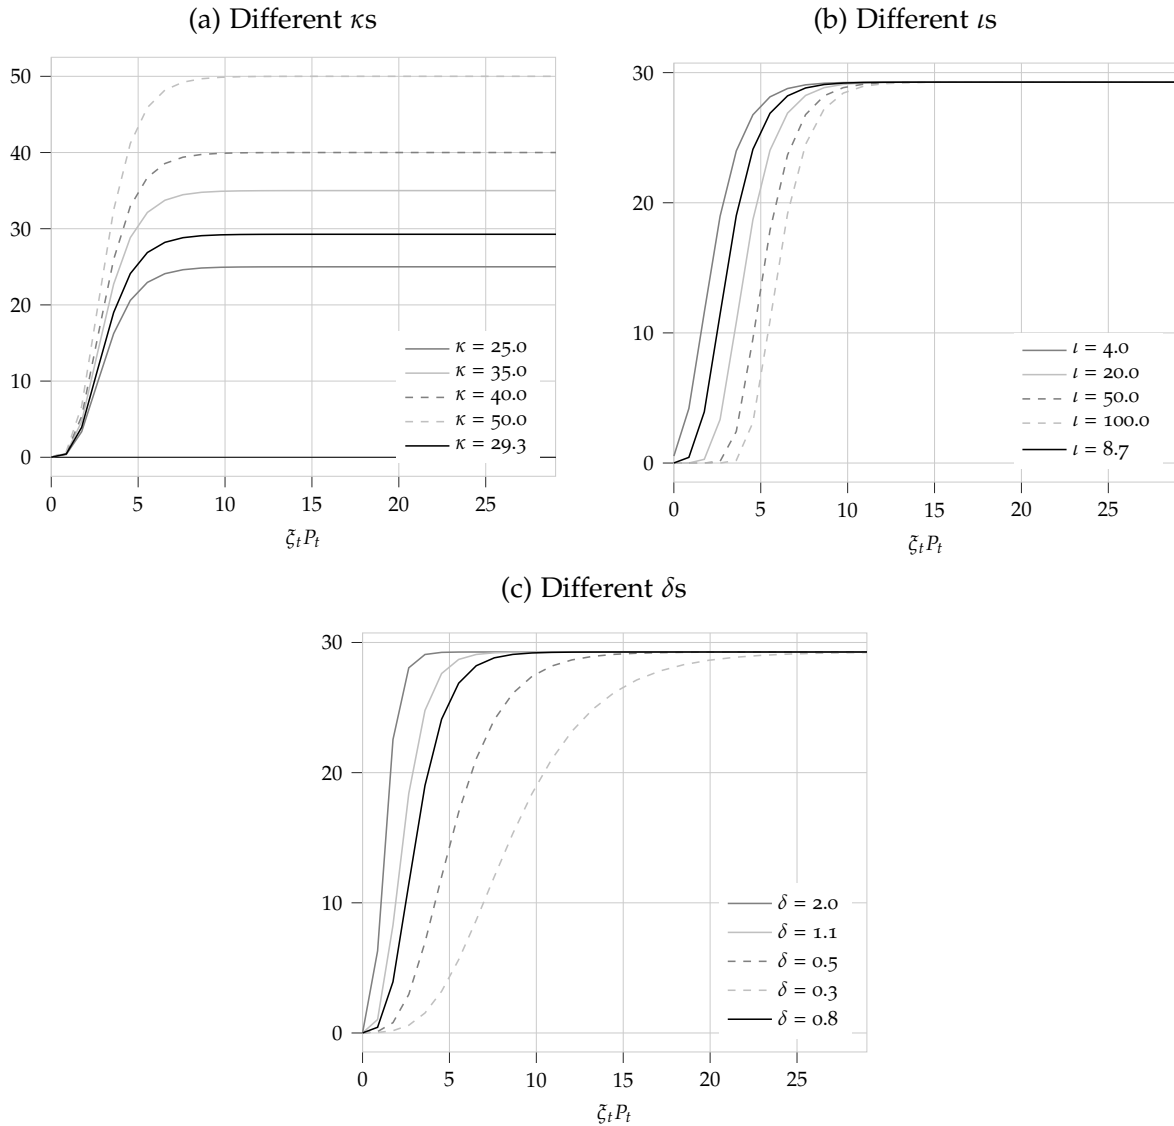 (a) Different κs
50
40
30
20
10
0
κ = 25.0
κ = 35.0
κ = 40.0
κ = 50.0
κ = 29.3
0 5 10 15 20 25
ξₜPₜ
(b) Different ιs
30
20
10
0
ι = 4.0
ι = 20.0
ι = 50.0
ι = 100.0
ι = 8.7
0 5 10 15 20 25
ξₜPₜ
(c) Different δs
30
20
10
0
δ = 2.0
δ = 1.1
δ = 0.5
δ = 0.3
δ = 0.8
0 5 10 15 20 25
ξₜPₜ